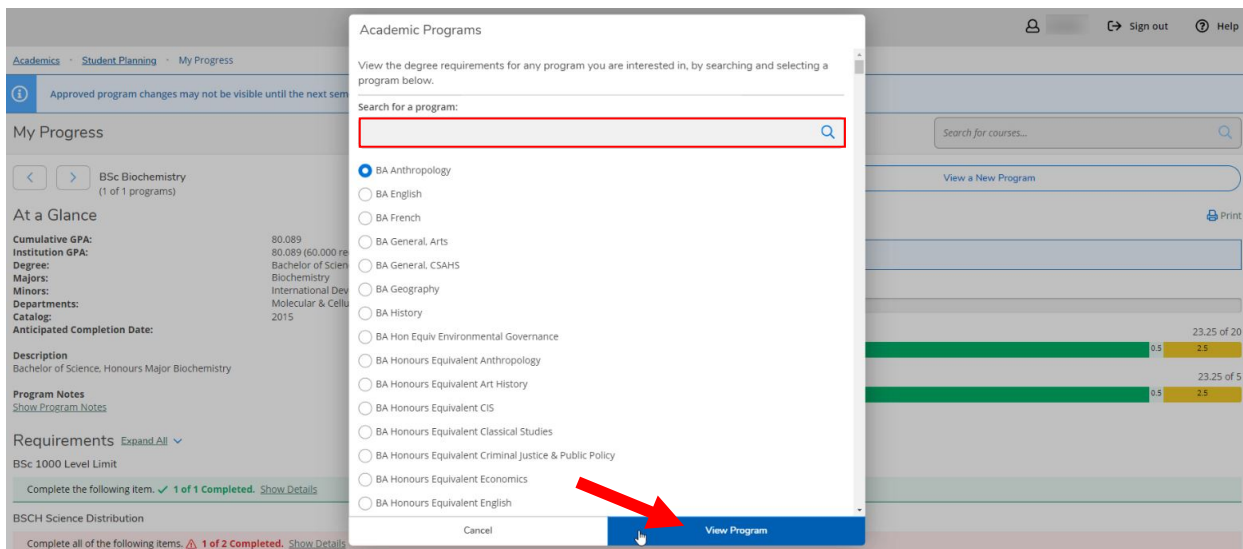 Sign out
Help
Academics · Student Planning · My Progress
Approved program changes may not be visible until the next sem
My Progress
Search for courses...
BSc Biochemistry
(1 of 1 programs)
View a New Program
At a Glance
Print
Cumulative GPA: 80.089
Institution GPA: 80.089 (60.000 re
Degree: Bachelor of Scien
Majors: Biochemistry
Minors: International Dev
Departments: Molecular & Cellu
Catalog: 2015
Anticipated Completion Date:
Description
Bachelor of Science, Honours Major Biochemistry
Program Notes
Show Program Notes
23.25 of 20
0.5 2.5
23.25 of 5
0.5 2.5
Requirements Expand All
BSc 1000 Level Limit
Complete the following item. ✓ 1 of 1 Completed. Show Details
BSCH Science Distribution
Complete all of the following items. ⚠ 1 of 2 Completed. Show Details
Academic Programs
View the degree requirements for any program you are interested in, by searching and selecting a
program below.
Search for a program:
BA Anthropology
BA English
BA French
BA General, Arts
BA General, CSAHS
BA Geography
BA History
BA Hon Equiv Environmental Governance
BA Honours Equivalent Anthropology
BA Honours Equivalent Art History
BA Honours Equivalent CIS
BA Honours Equivalent Classical Studies
BA Honours Equivalent Criminal Justice & Public Policy
BA Honours Equivalent Economics
BA Honours Equivalent English
Cancel
View Program